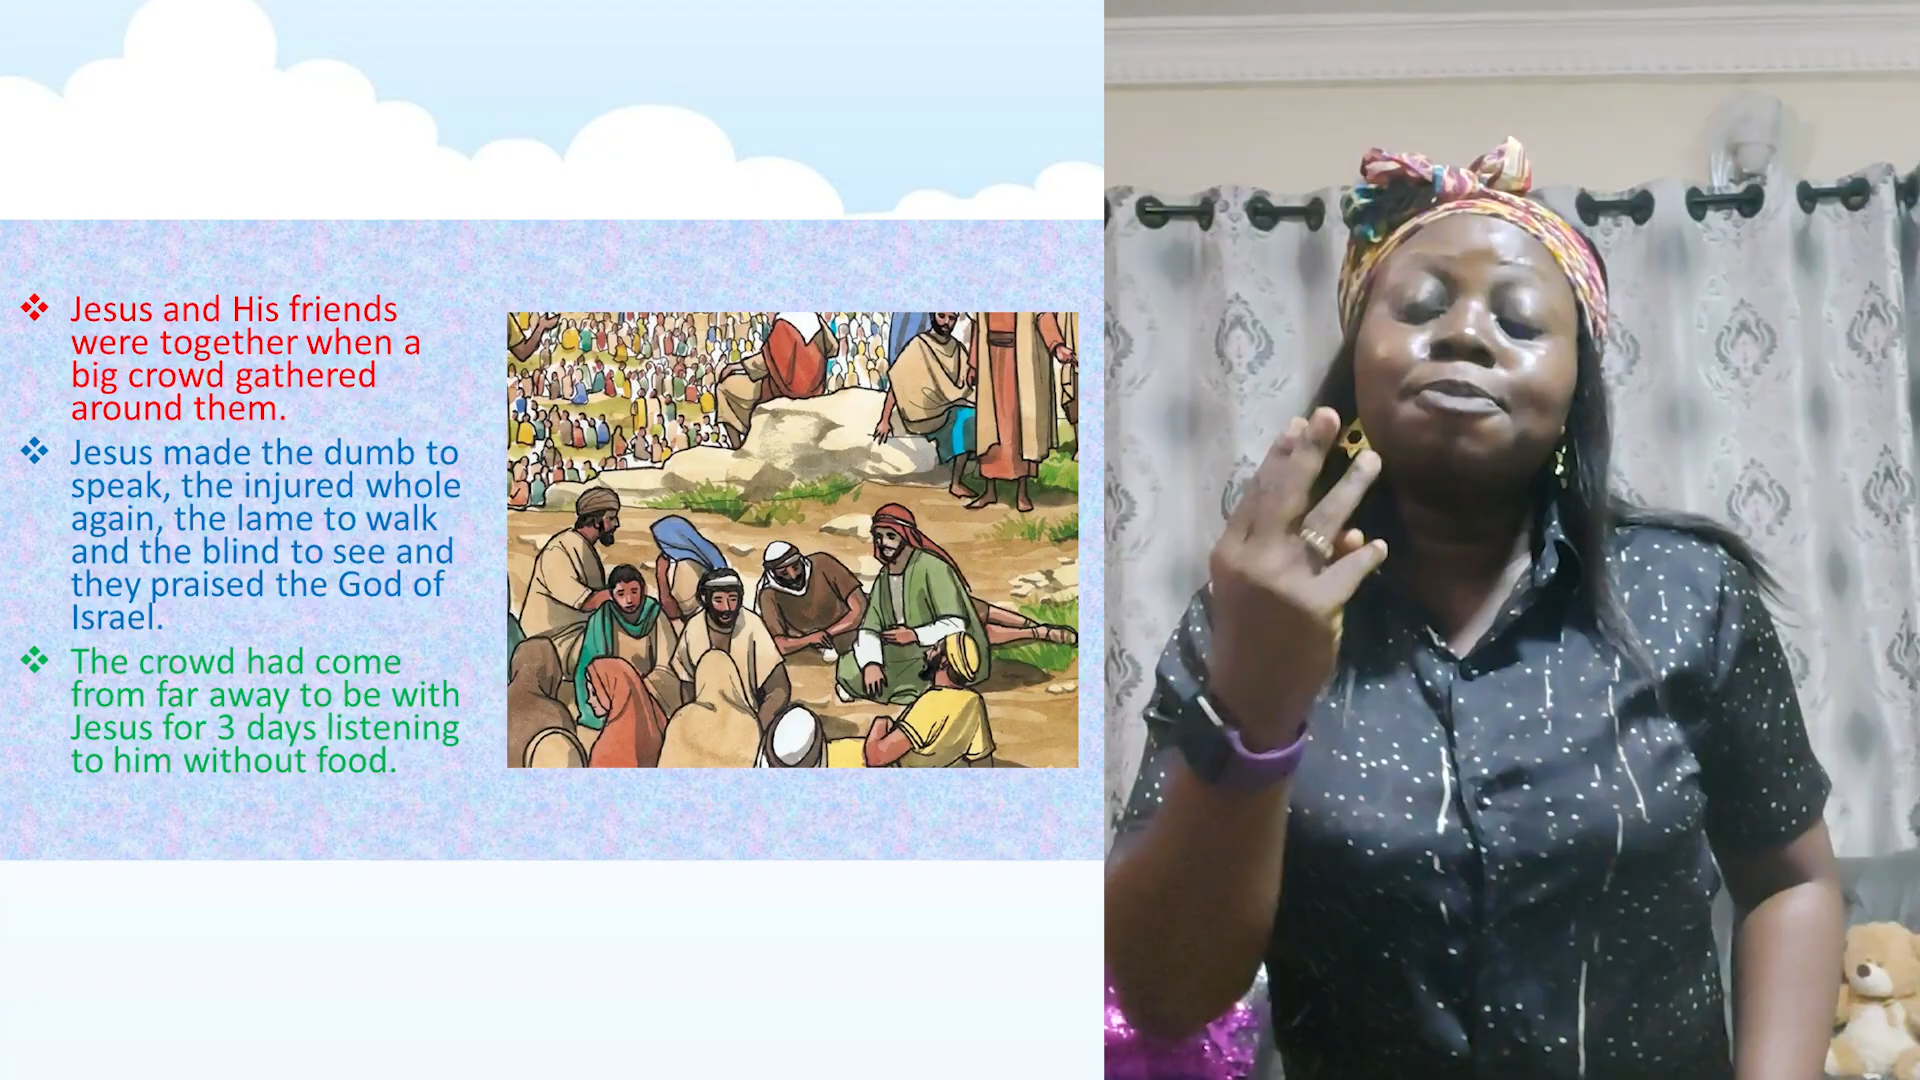 ❖ Jesus and His friends
were together when a
big crowd gathered
around them.
❖ Jesus made the dumb to
speak, the injured whole
again, the lame to walk
and the blind to see and
they praised the God of
Israel.
❖ The crowd had come
from far away to be with
Jesus for 3 days listening
to him without food.